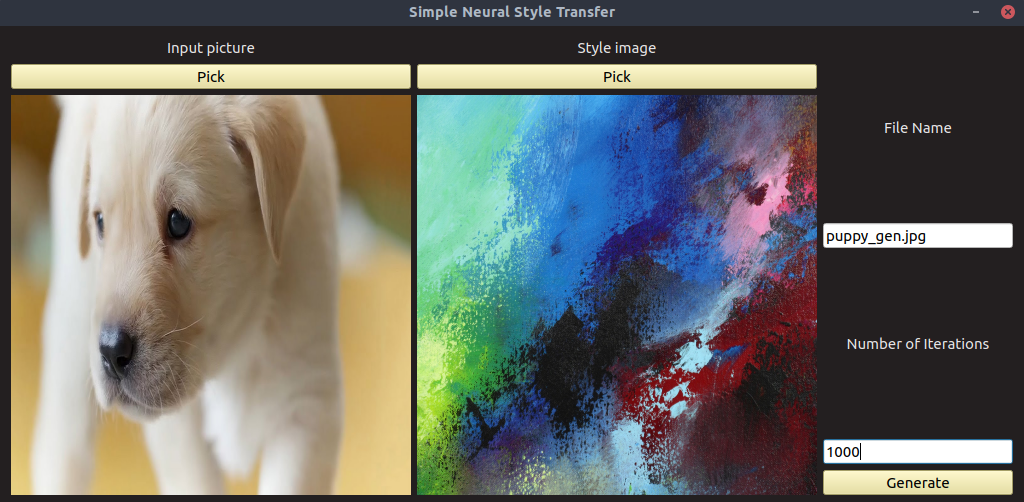 Simple Neural Style Transfer
Input picture
Style image
Pick
Pick
File Name
puppy_gen.jpg
Number of Iterations
1000
Generate